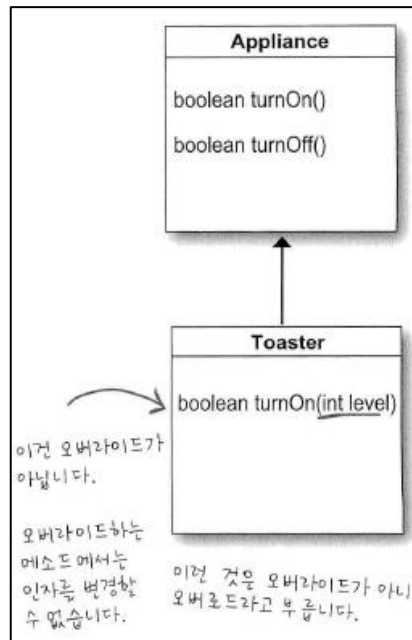 Appliance
boolean turnOn()
boolean turnOff()
Toaster
boolean turnOn(int level)
이건 오버라이드가
아닙니다.
오버라이드하는
메소드에서는
인자를 변경할
수 없습니다.
이런 것은 오버라이드가 아니
오버로드라고 부릅니다.